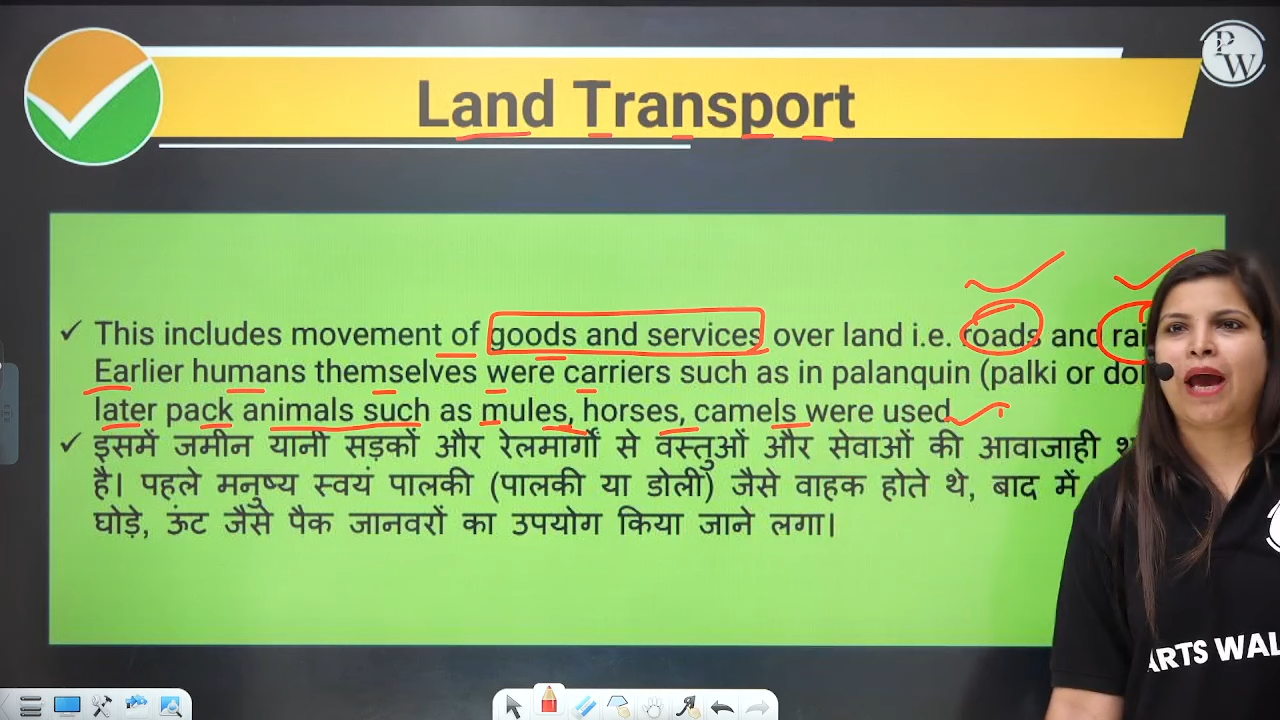 PW
Land Transport
✓ This includes movement of goods and services over land i.e. roads and
Earlier humans themselves were carriers such as in palanquin (palki or
later pack animals such as mules, horses, camels were used
✓ इसमें जमीन यानी सड़कों और रेलमार्गों से वस्तुओं और सेवाओं की आवाजाही
है। पहले मनुष्य स्वयं पालकी (पालकी या डोली) जैसे वाहक होते थे, बाद में
घोड़े, ऊंट जैसे पैक जानवरों का उपयोग किया जाने लगा।
ARTS